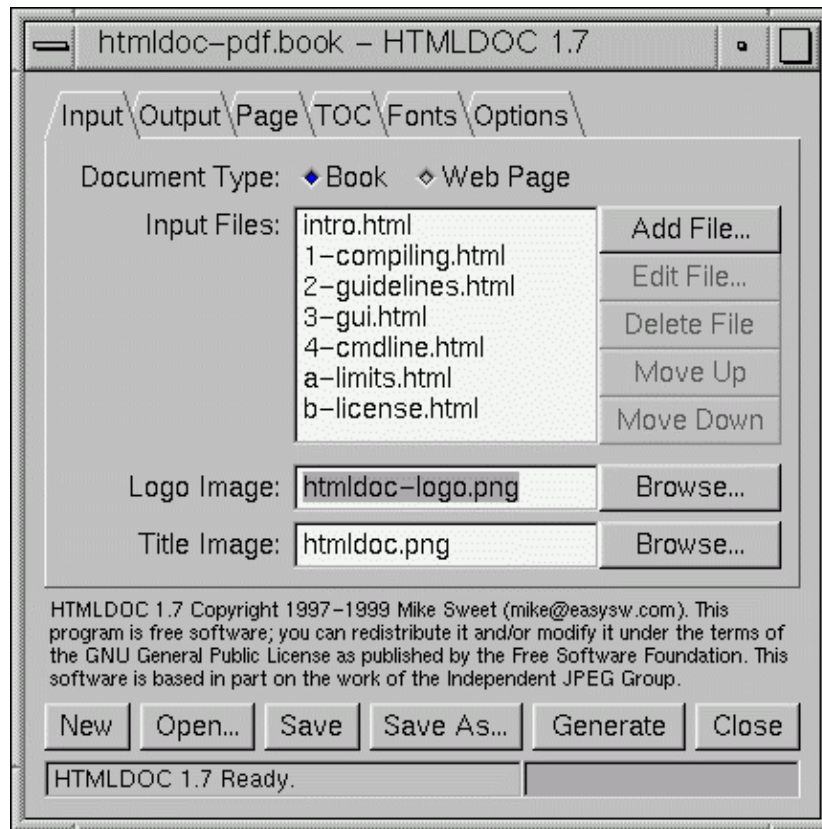 htmldoc–pdf.book – HTMLDOC 1.7
Input Output Page TOC Fonts Options
Document Type: Book Web Page
Input Files:
intro.html
1–compiling.html
2–guidelines.html
3–gui.html
4–cmdline.html
a–limits.html
b–license.html
Add File...
Edit File...
Delete File
Move Up
Move Down
Logo Image: htmldoc–logo.png Browse...
Title Image: htmldoc.png Browse...
HTMLDOC 1.7 Copyright 1997–1999 Mike Sweet (mike@easysw.com). This
program is free software; you can redistribute it and/or modify it under the terms of
the GNU General Public License as published by the Free Software Foundation. This
software is based in part on the work of the Independent JPEG Group.
New Open... Save Save As... Generate Close
HTMLDOC 1.7 Ready.